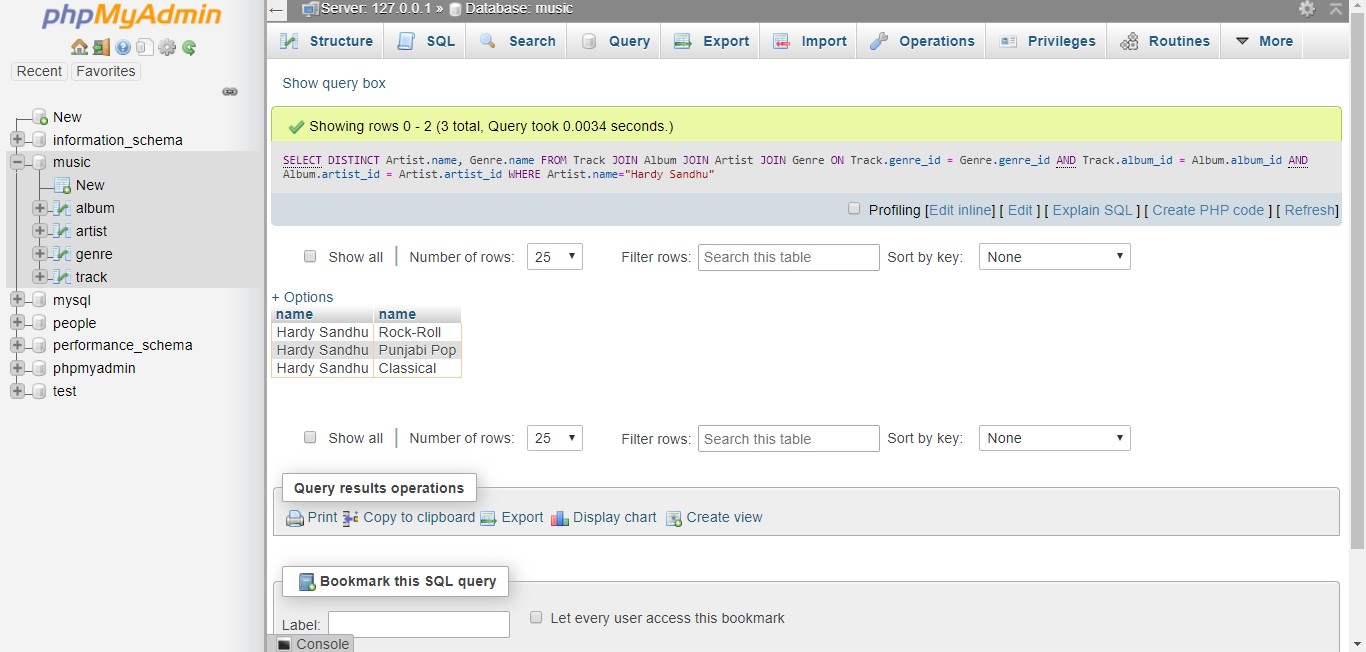 phpMyAdmin
Recent Favorites
New
information_schema
music
New
album
artist
genre
track
mysql
people
performance_schema
phpmyadmin
test
Server: 127.0.0.1 » Database: music
Structure SQL Search Query Export Import Operations Privileges Routines More
Show query box
Showing rows 0 - 2 (3 total, Query took 0.0034 seconds.)
SELECT DISTINCT Artist.name, Genre.name FROM Track JOIN Album JOIN Artist JOIN Genre ON Track.genre_id = Genre.genre_id AND Track.album_id = Album.album_id AND
Album.artist_id = Artist.artist_id WHERE Artist.name="Hardy Sandhu"
Profiling [Edit inline] [ Edit ] [ Explain SQL ] [ Create PHP code ] [ Refresh]
Show all | Number of rows: 25 Filter rows: Search this table Sort by key: None
+ Options
name name
Hardy Sandhu Rock-Roll
Hardy Sandhu Punjabi Pop
Hardy Sandhu Classical
Show all | Number of rows: 25 Filter rows: Search this table Sort by key: None
Query results operations
Print Copy to clipboard Export Display chart Create view
Bookmark this SQL query
Label: Let every user access this bookmark
Console